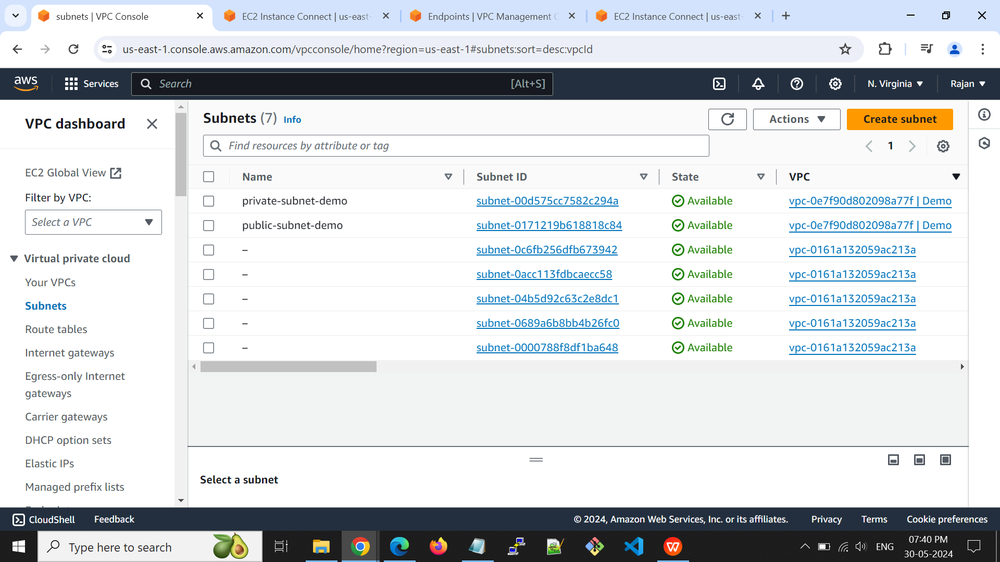 subnets | VPC Console
EC2 Instance Connect | us-east-
Endpoints | VPC Management C
EC2 Instance Connect | us-east-
us-east-1.console.aws.amazon.com/vpcconsole/home?region=us-east-1#subnets:sort=desc:vpcId
aws
Services
Search
[Alt+S]
N. Virginia
Rajan
VPC dashboard
EC2 Global View
Filter by VPC:
Select a VPC
Virtual private cloud
Your VPCs
Subnets
Route tables
Internet gateways
Egress-only Internet
gateways
Carrier gateways
DHCP option sets
Elastic IPs
Managed prefix lists
Subnets (7) Info
Actions
Create subnet
Find resources by attribute or tag
1
Name Subnet ID State VPC
private-subnet-demo subnet-00d575cc7582c294a Available vpc-0e7f90d802098a77f | Demo
public-subnet-demo subnet-0171219b618818c84 Available vpc-0e7f90d802098a77f | Demo
– subnet-0c6fb256dfb673942 Available vpc-0161a132059ac213a
– subnet-0acc113fdbcaecc58 Available vpc-0161a132059ac213a
– subnet-04b5d92c63c2e8dc1 Available vpc-0161a132059ac213a
– subnet-0689a6b8bb4b26fc0 Available vpc-0161a132059ac213a
– subnet-0000788f8df1ba648 Available vpc-0161a132059ac213a
Select a subnet
CloudShell Feedback © 2024, Amazon Web Services, Inc. or its affiliates. Privacy Terms Cookie preferences
Type here to search
ENG
07:40 PM
30-05-2024